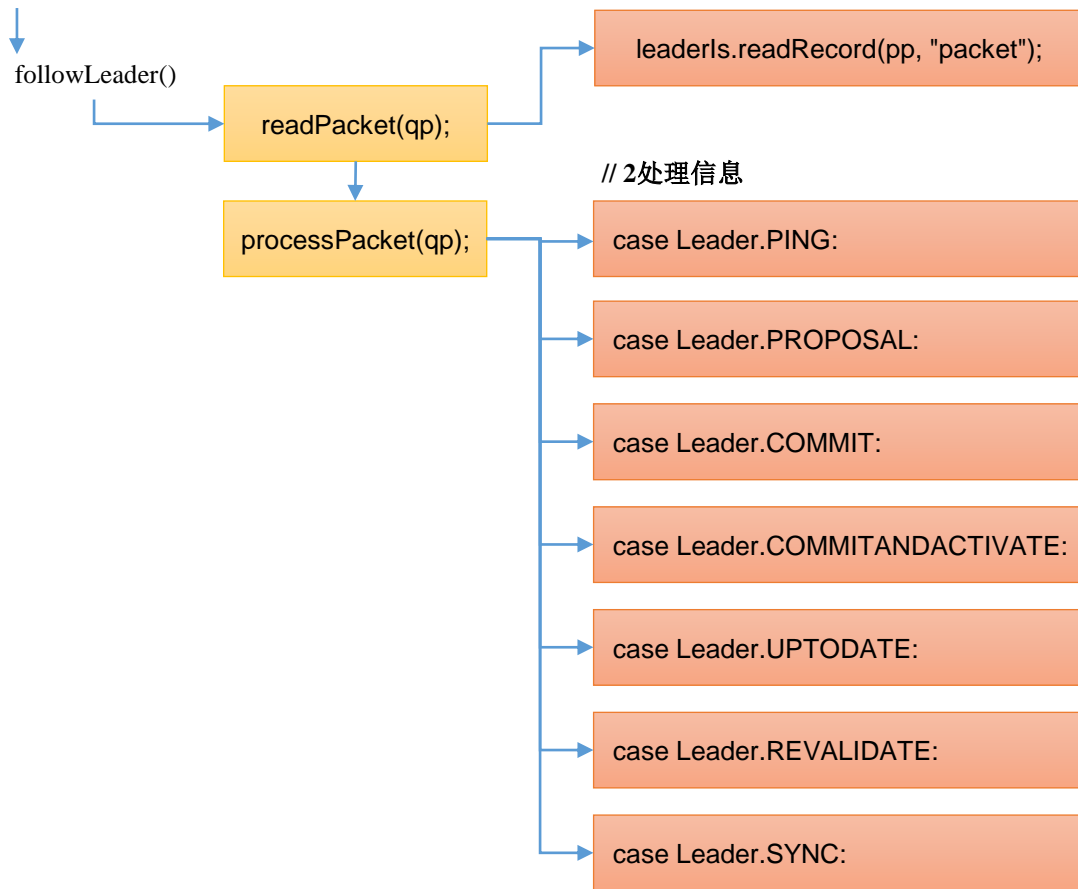 leaderIs.readRecord(pp, "packet");
followLeader()
readPacket(qp);
// 2处理信息
processPacket(qp);
case Leader.PING:
case Leader.PROPOSAL:
case Leader.COMMIT:
case Leader.COMMITANDACTIVATE:
case Leader.UPTODATE:
case Leader.REVALIDATE:
case Leader.SYNC: